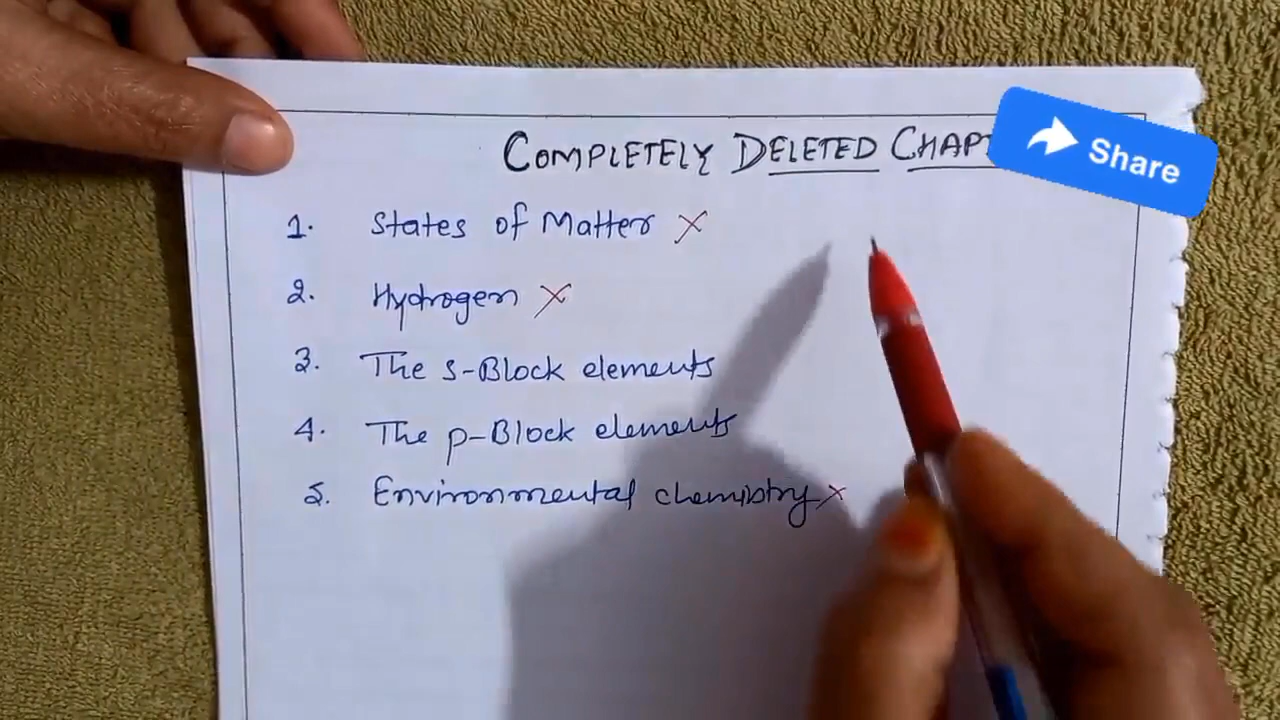 COMPLETELY DELETED CHAPT
Share
1. States of Matter X
2. Hydrogen X
3. The s-Block elements
4. The p-Block elements
5. Environmental chemistry X